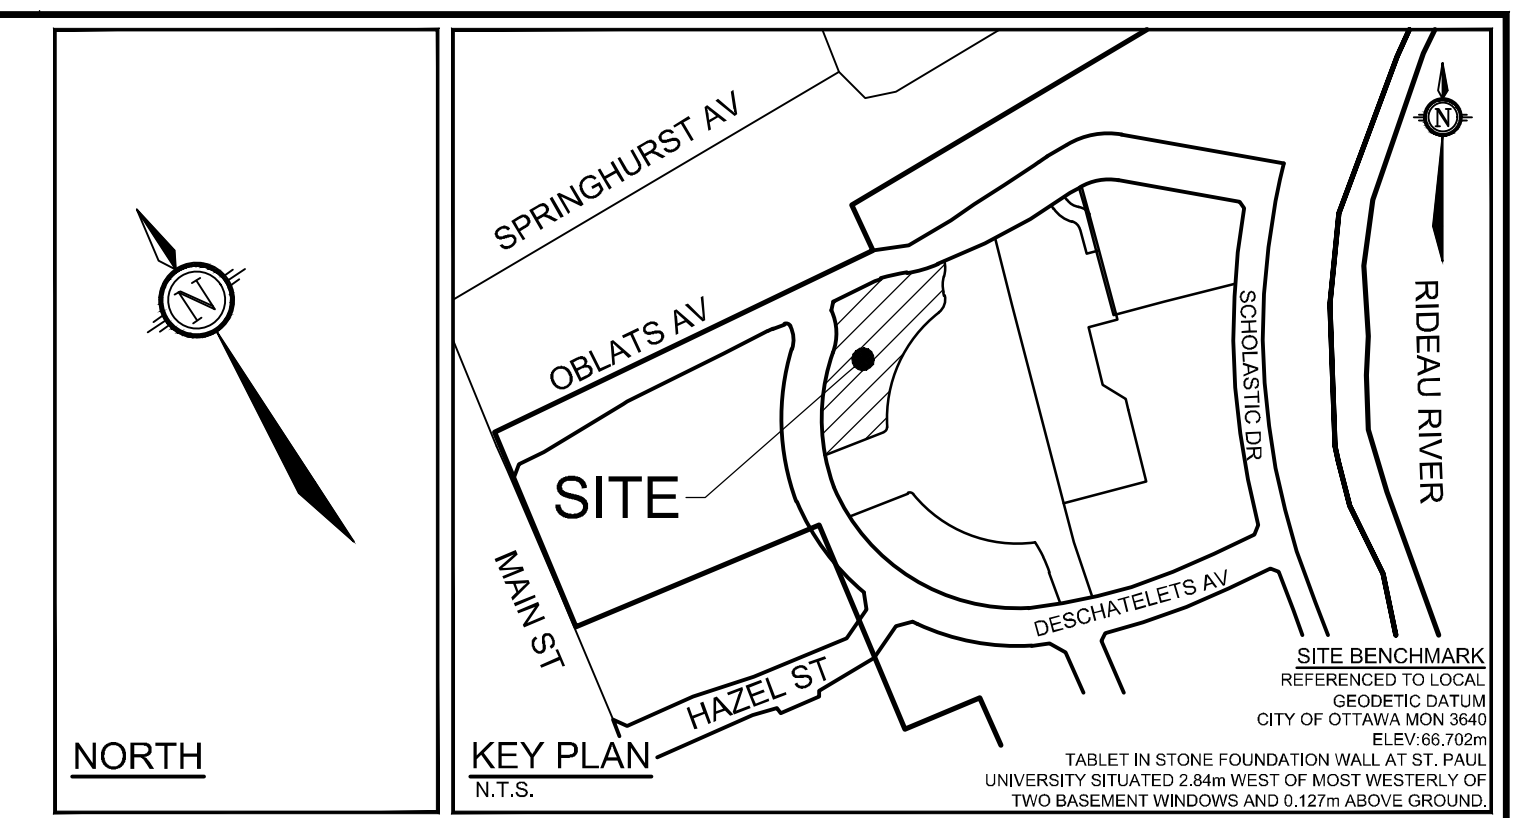 N
NORTH
SPRINGHURST AV
OBLATS AV
SITE
MAIN ST
HAZEL ST
DESCHATELETS AV
SCHOLASTIC DR
N
RIDEAU RIVER
KEY PLAN
N.T.S.
SITE BENCHMARK
REFERENCED TO LOCAL
GEODETIC DATUM
CITY OF OTTAWA MON 3640
ELEV:66.702m
TABLET IN STONE FOUNDATION WALL AT ST. PAUL
UNIVERSITY SITUATED 2.84m WEST OF MOST WESTERLY OF
TWO BASEMENT WINDOWS AND 0.127m ABOVE GROUND.